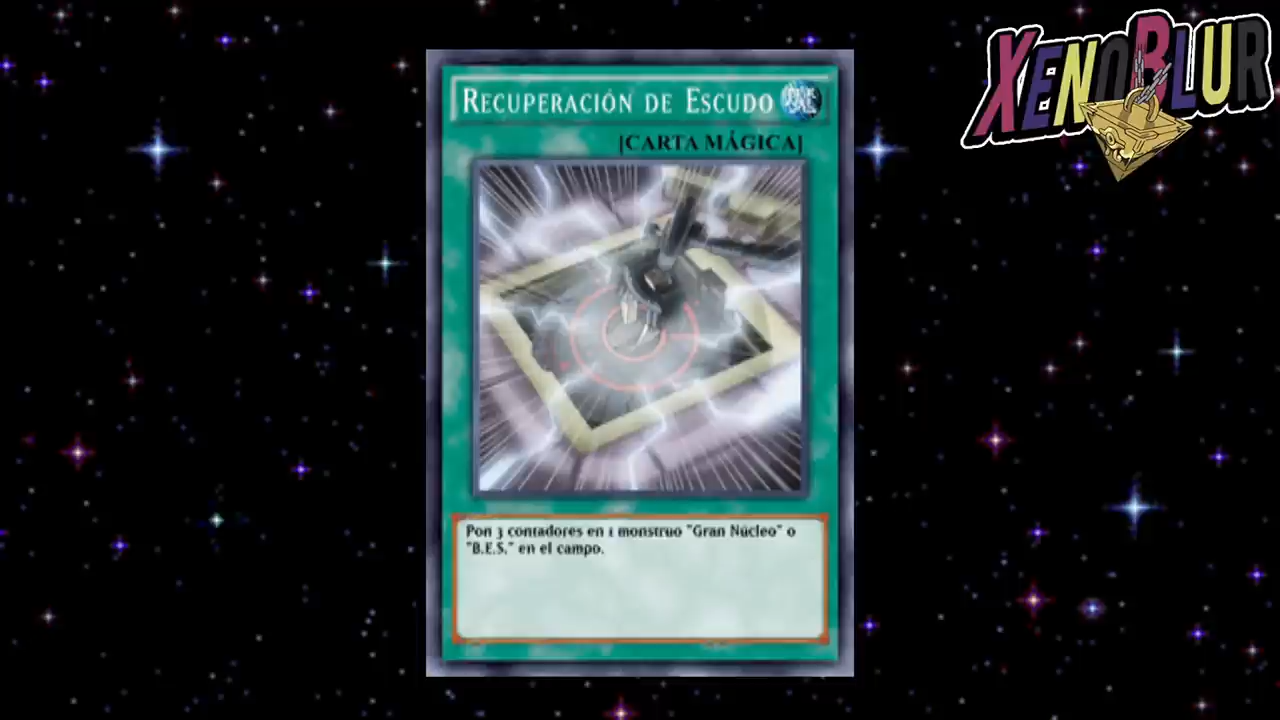 XENOBLUR
RECUPERACIÓN DE ESCUDO
[CARTA MÁGICA]
Pon 3 contadores en 1 monstruo "Gran Núcleo" o
"B.E.S." en el campo.